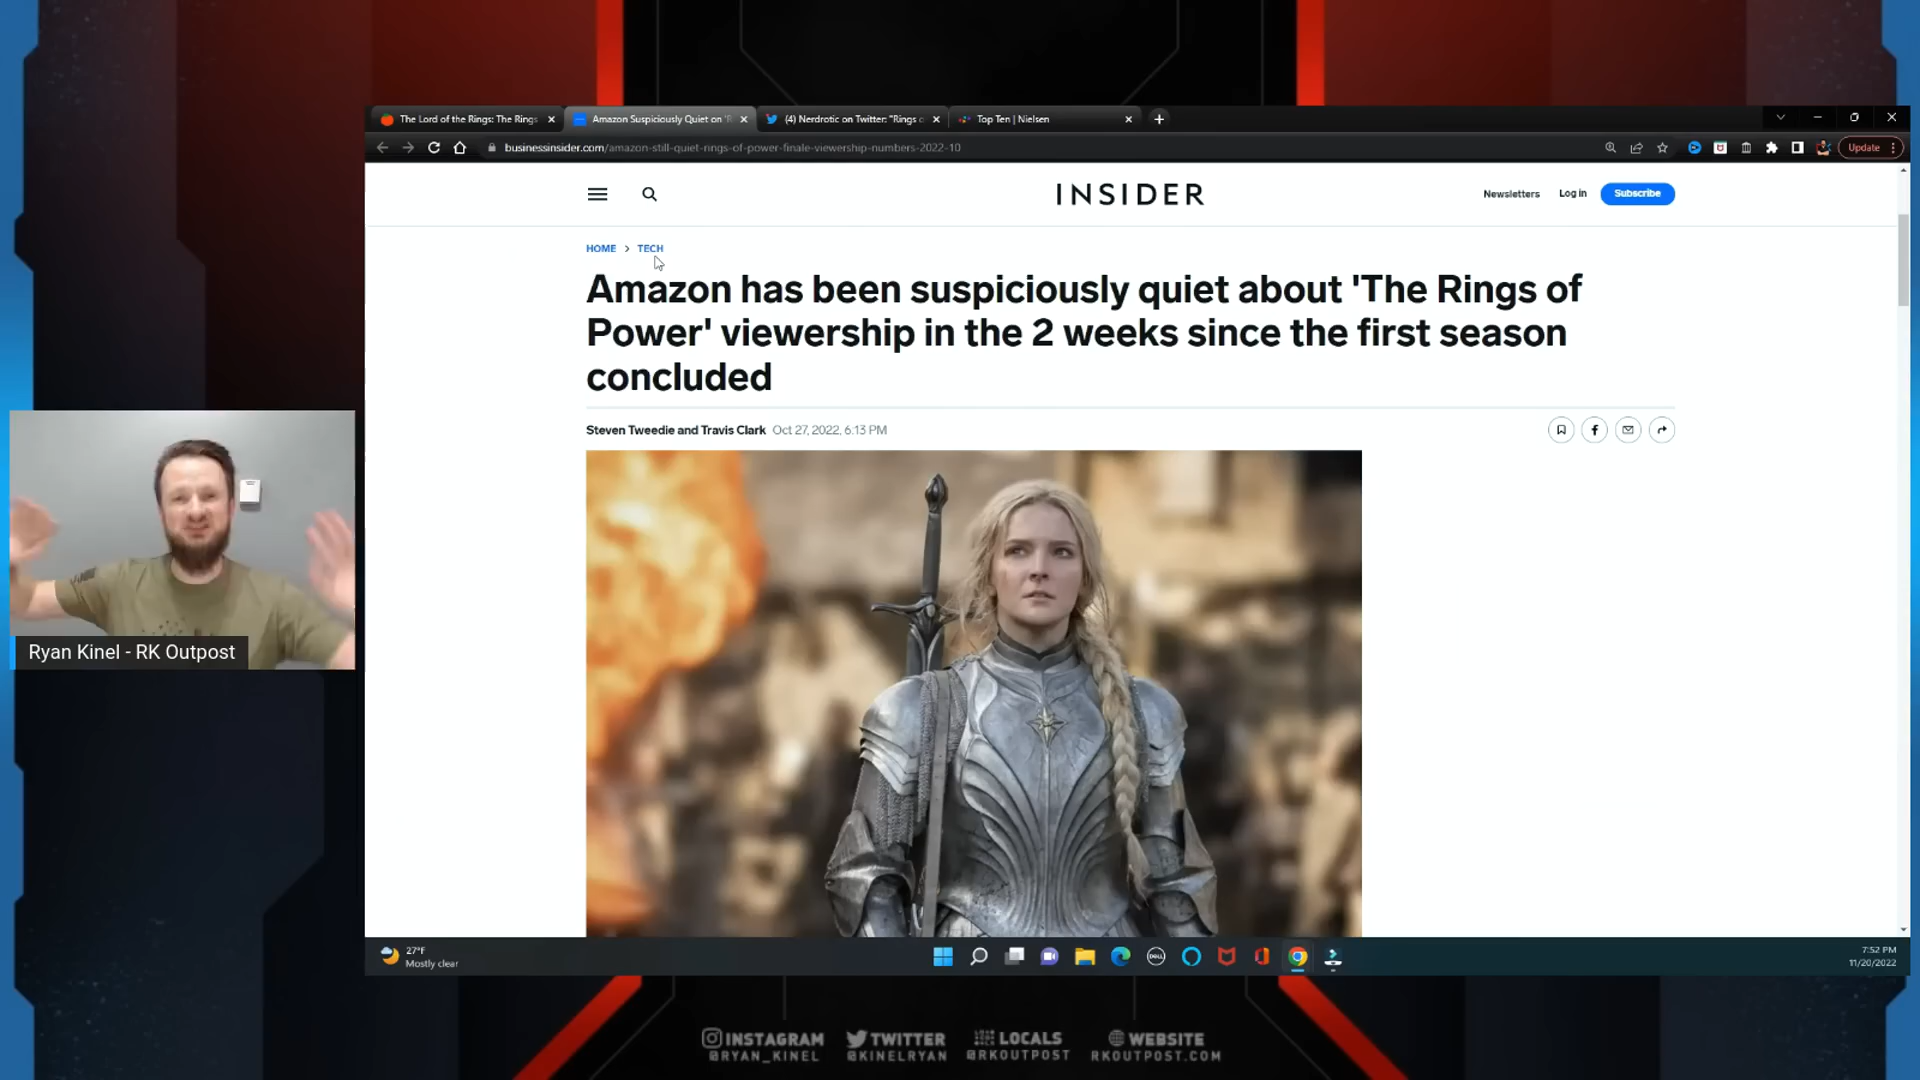 The Lord of the Rings: The Rings
Amazon Suspiciously Quiet on 'R
(4) Nerdrotic on Twitter: "Rings o
Top Ten | Nielsen
businessinsider.com/amazon-still-quiet-rings-of-power-finale-viewership-numbers-2022-10
Update
INSIDER
Newsletters
Log in
Subscribe
HOME > TECH
Amazon has been suspiciously quiet about 'The Rings of
Power' viewership in the 2 weeks since the first season
concluded
Steven Tweedie and Travis Clark Oct 27, 2022, 6:13 PM
Ryan Kinel - RK Outpost
27°F
Mostly clear
DELL
7:52 PM
11/20/2022
INSTAGRAM
@RYAN_KINEL
TWITTER
@KINELRYAN
LOCALS
@RKOUTPOST
WEBSITE
RKOUTPOST.COM